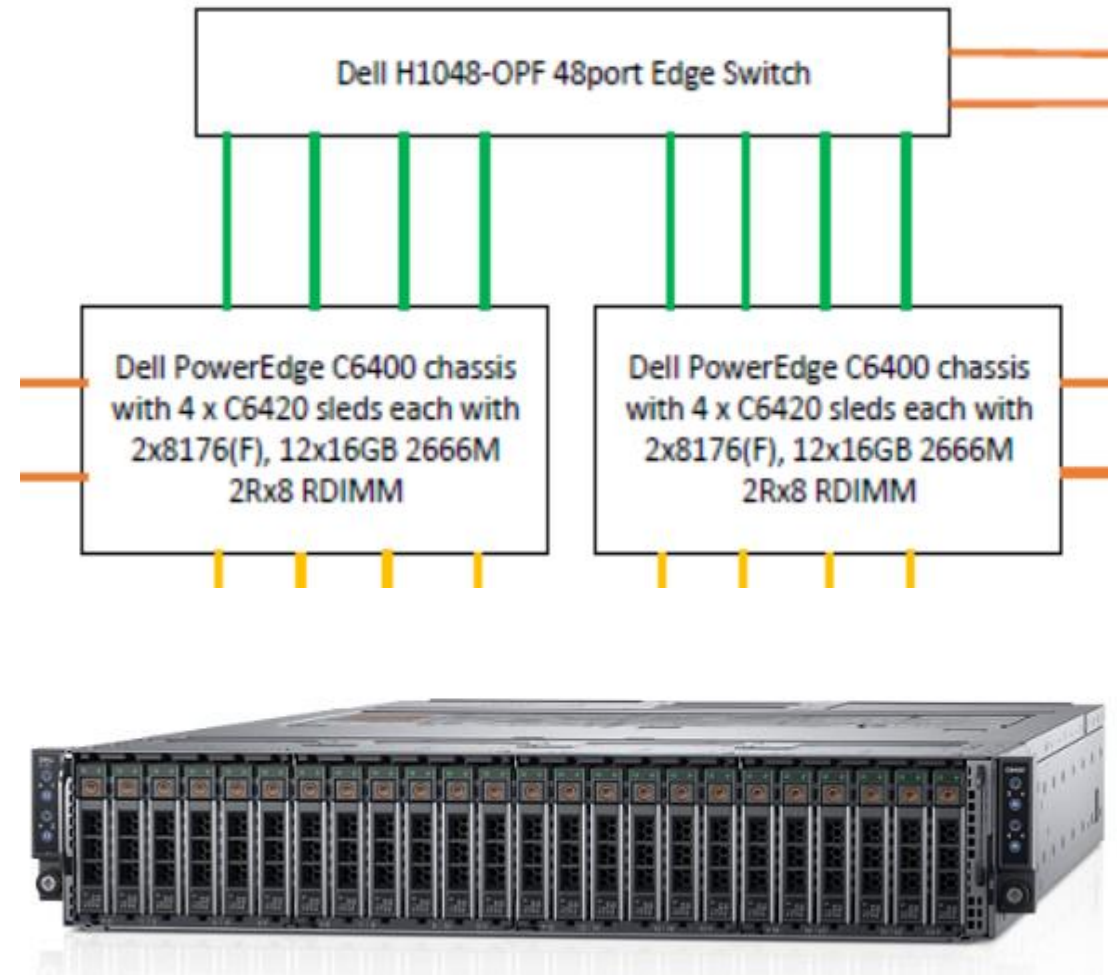 Dell H1048-OPF 48port Edge Switch
Dell PowerEdge C6400 chassis
with 4 x C6420 sleds each with
2x8176(F), 12x16GB 2666M
2Rx8 RDIMM
Dell PowerEdge C6400 chassis
with 4 x C6420 sleds each with
2x8176(F), 12x16GB 2666M
2Rx8 RDIMM